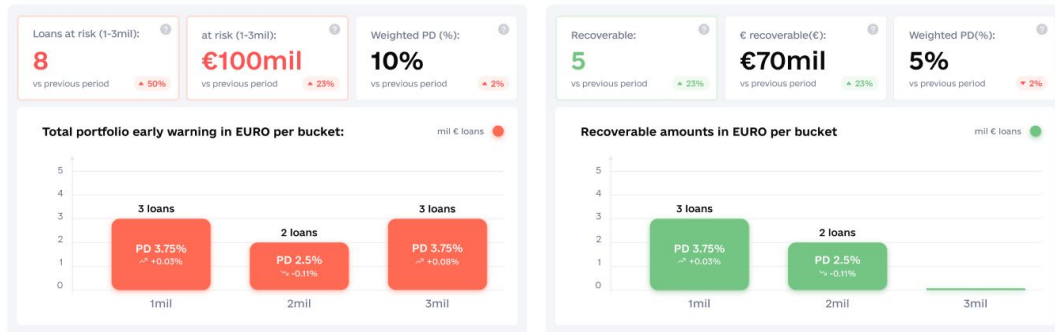 Loans at risk (1-3mil): ?
8
vs previous period 50%
at risk (1-3mil): ?
€100mil
vs previous period 23%
Weighted PD (%): ?
10%
vs previous period 2%
Total portfolio early warning in EURO per bucket: mil € loans
5
4
3
2
1
0
3 loans
PD 3.75%
+0.03%
2 loans
PD 2.5%
-0.11%
3 loans
PD 3.75%
+0.08%
1mil 2mil 3mil
Recoverable: ?
5
vs previous period 23%
€ recoverable(€): ?
€70mil
vs previous period 23%
Weighted PD(%): ?
5%
vs previous period 2%
Recoverable amounts in EURO per bucket mil € loans
5
4
3
2
1
0
3 loans
PD 3.75%
+0.03%
2 loans
PD 2.5%
-0.11%
1mil 2mil 3mil